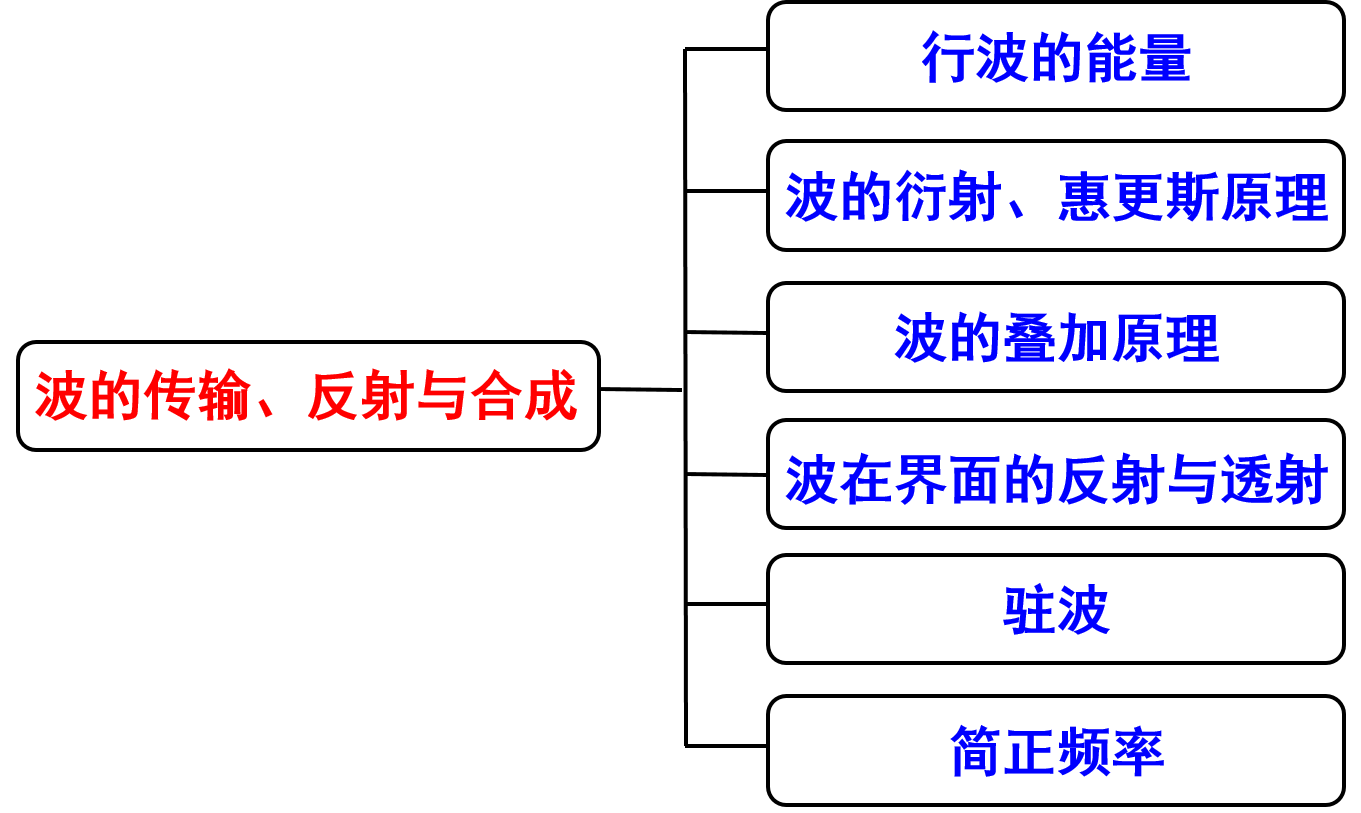 行波的能量
波的衍射、惠更斯原理
波的叠加原理
波的传输、反射与合成
波在界面的反射与透射
驻波
简正频率